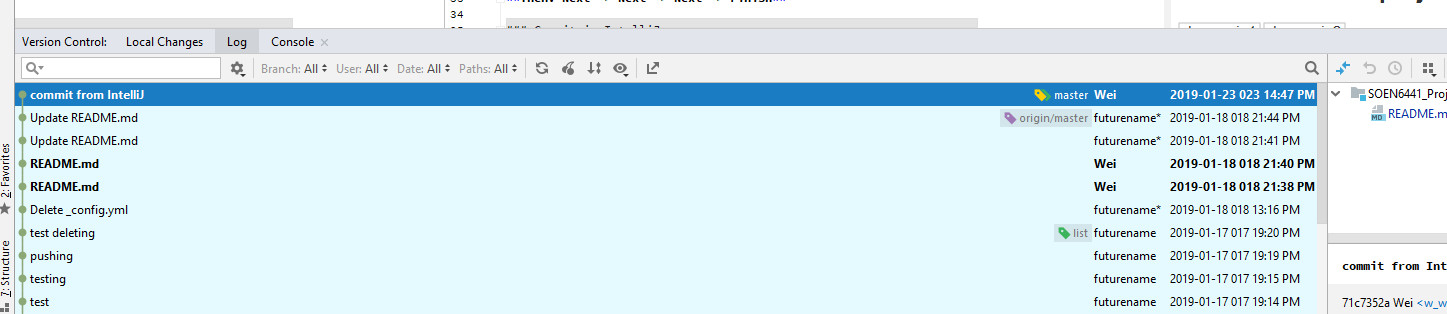 34
Version Control: Local Changes Log Console
Branch: All User: All Date: All Paths: All
commit from IntelliJ master Wei 2019-01-23 023 14:47 PM
Update README.md origin/master futurename* 2019-01-18 018 21:44 PM
Update README.md futurename* 2019-01-18 018 21:41 PM
README.md Wei 2019-01-18 018 21:40 PM
README.md Wei 2019-01-18 018 21:38 PM
Delete _config.yml futurename* 2019-01-18 018 13:16 PM
test deleting list futurename 2019-01-17 017 19:20 PM
pushing futurename 2019-01-17 017 19:19 PM
testing futurename 2019-01-17 017 19:15 PM
test futurename 2019-01-17 017 19:14 PM
2: Favorites
7: Structure
SOEN6441_Proj
README.m
commit from Int
71c7352a Wei <w_w